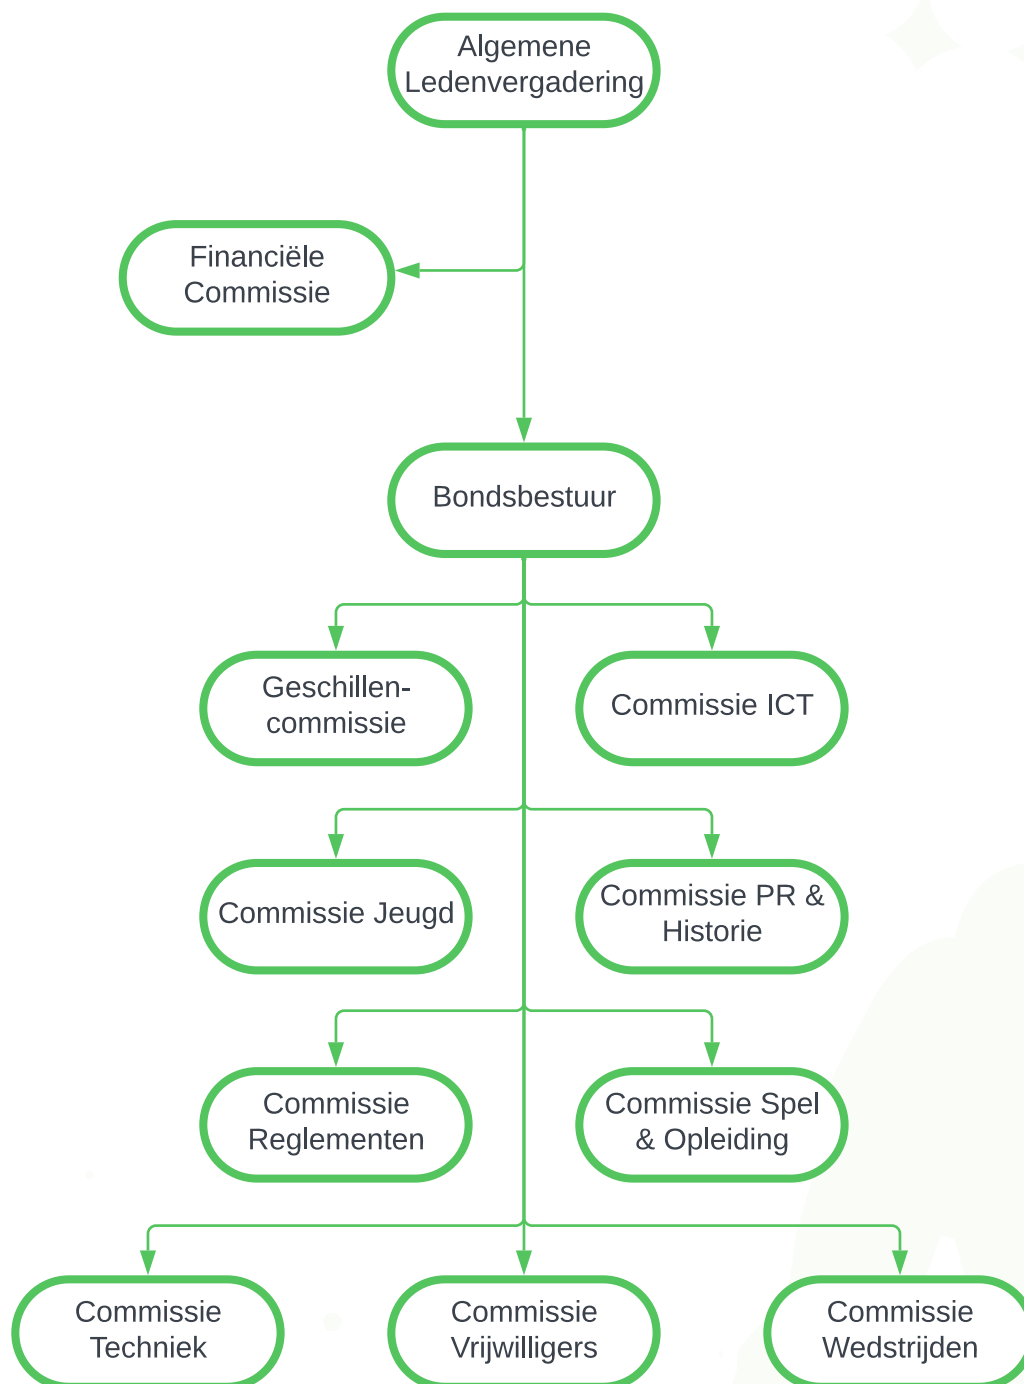 Algemene
Ledenvergadering
Financiële
Commissie
Bondsbestuur
Geschillen-
commissie
Commissie ICT
Commissie Jeugd
Commissie PR &
Historie
Commissie
Reglementen
Commissie Spel
& Opleiding
Commissie
Techniek
Commissie
Vrijwilligers
Commissie
Wedstrijden